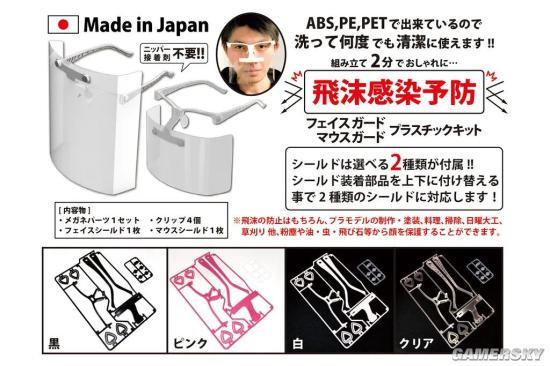 Made in Japan
ニッパー
接着剤 不要!!
ABS,PE,PETで出来ているので
洗って何度でも清潔に使えます!!
組み立て2分でおしゃれに…
飛沫感染予防
フェイスガード
マウスガード プラスチックキット
シールドは選べる2種類が付属!!
シールド装着部品を上下に付け替える
事で2種類のシールドに対応します!
[内容物]
・メガネパーツ1セット ・クリップ4個
・フェイスシールド1枚 ・マウスシールド1枚
※飛沫の防止はもちろん、プラモデルの制作・塗装、料理、掃除、日曜大工、
草刈り 他、粉塵や油・虫・飛び石等から顔を保護することができます。
黒
ピンク
白
クリア
GAMERSKY